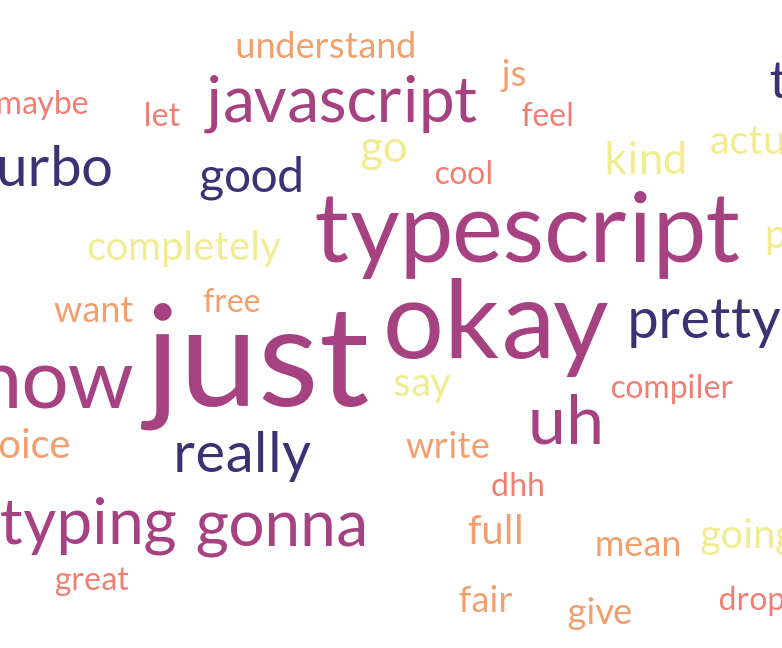 understand
js
t
maybe
let
javascript
feel
urbo
good
go
cool
kind
actu
completely
typescript
p
want
free
just
okay
pretty
now
say
compiler
uh
oice
really
write
dhh
typing
gonna
full
mean
going
great
fair
give
drop